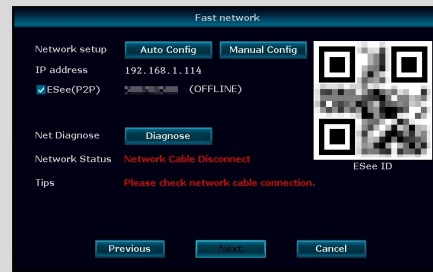 Fast network
Network setup Auto Config Manual Config
IP address 192.168.1.114
ESee(P2P) (OFFLINE)
Net Diagnose Diagnose
ESee ID
Network Status Network Cable Disconnect
Tips Please check network cable connection.
Previous Next Cancel